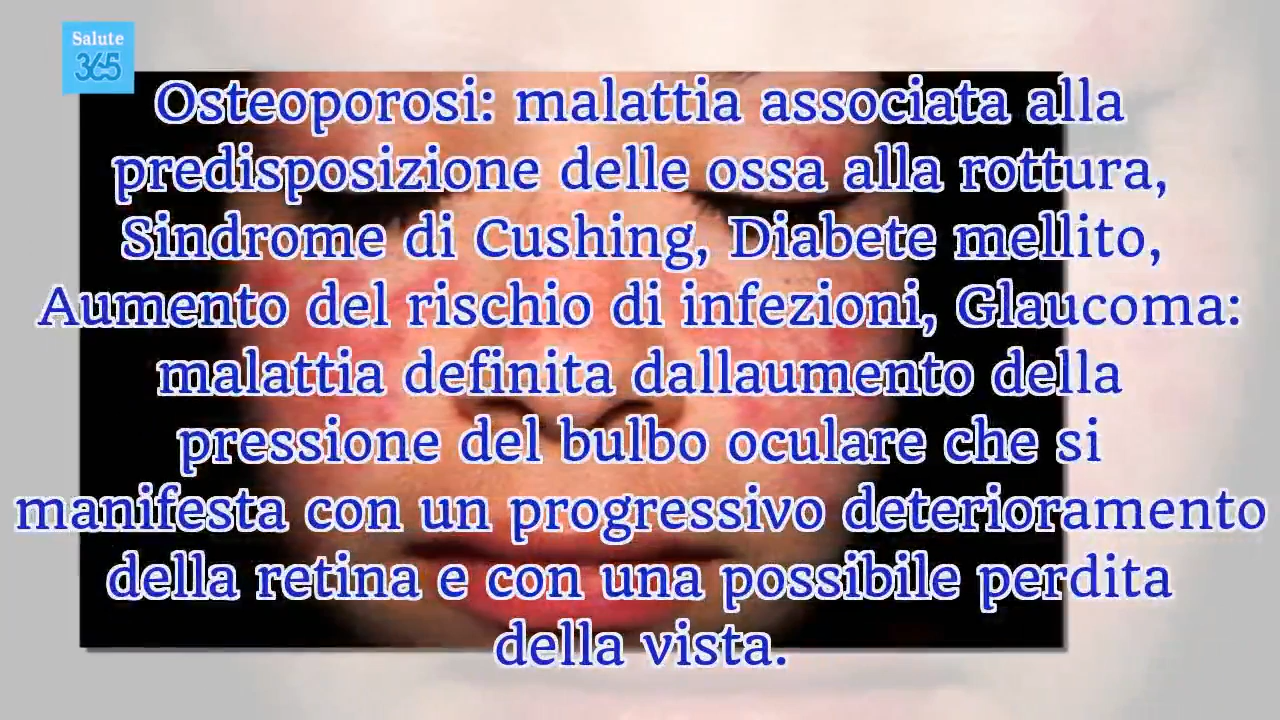 Salute
365
Osteoporosi: malattia associata alla
predisposizione delle ossa alla rottura,
Sindrome di Cushing, Diabete mellito,
Aumento del rischio di infezioni, Glaucoma:
malattia definita dallaumento della
pressione del bulbo oculare che si
manifesta con un progressivo deterioramento
della retina e con una possibile perdita
della vista.